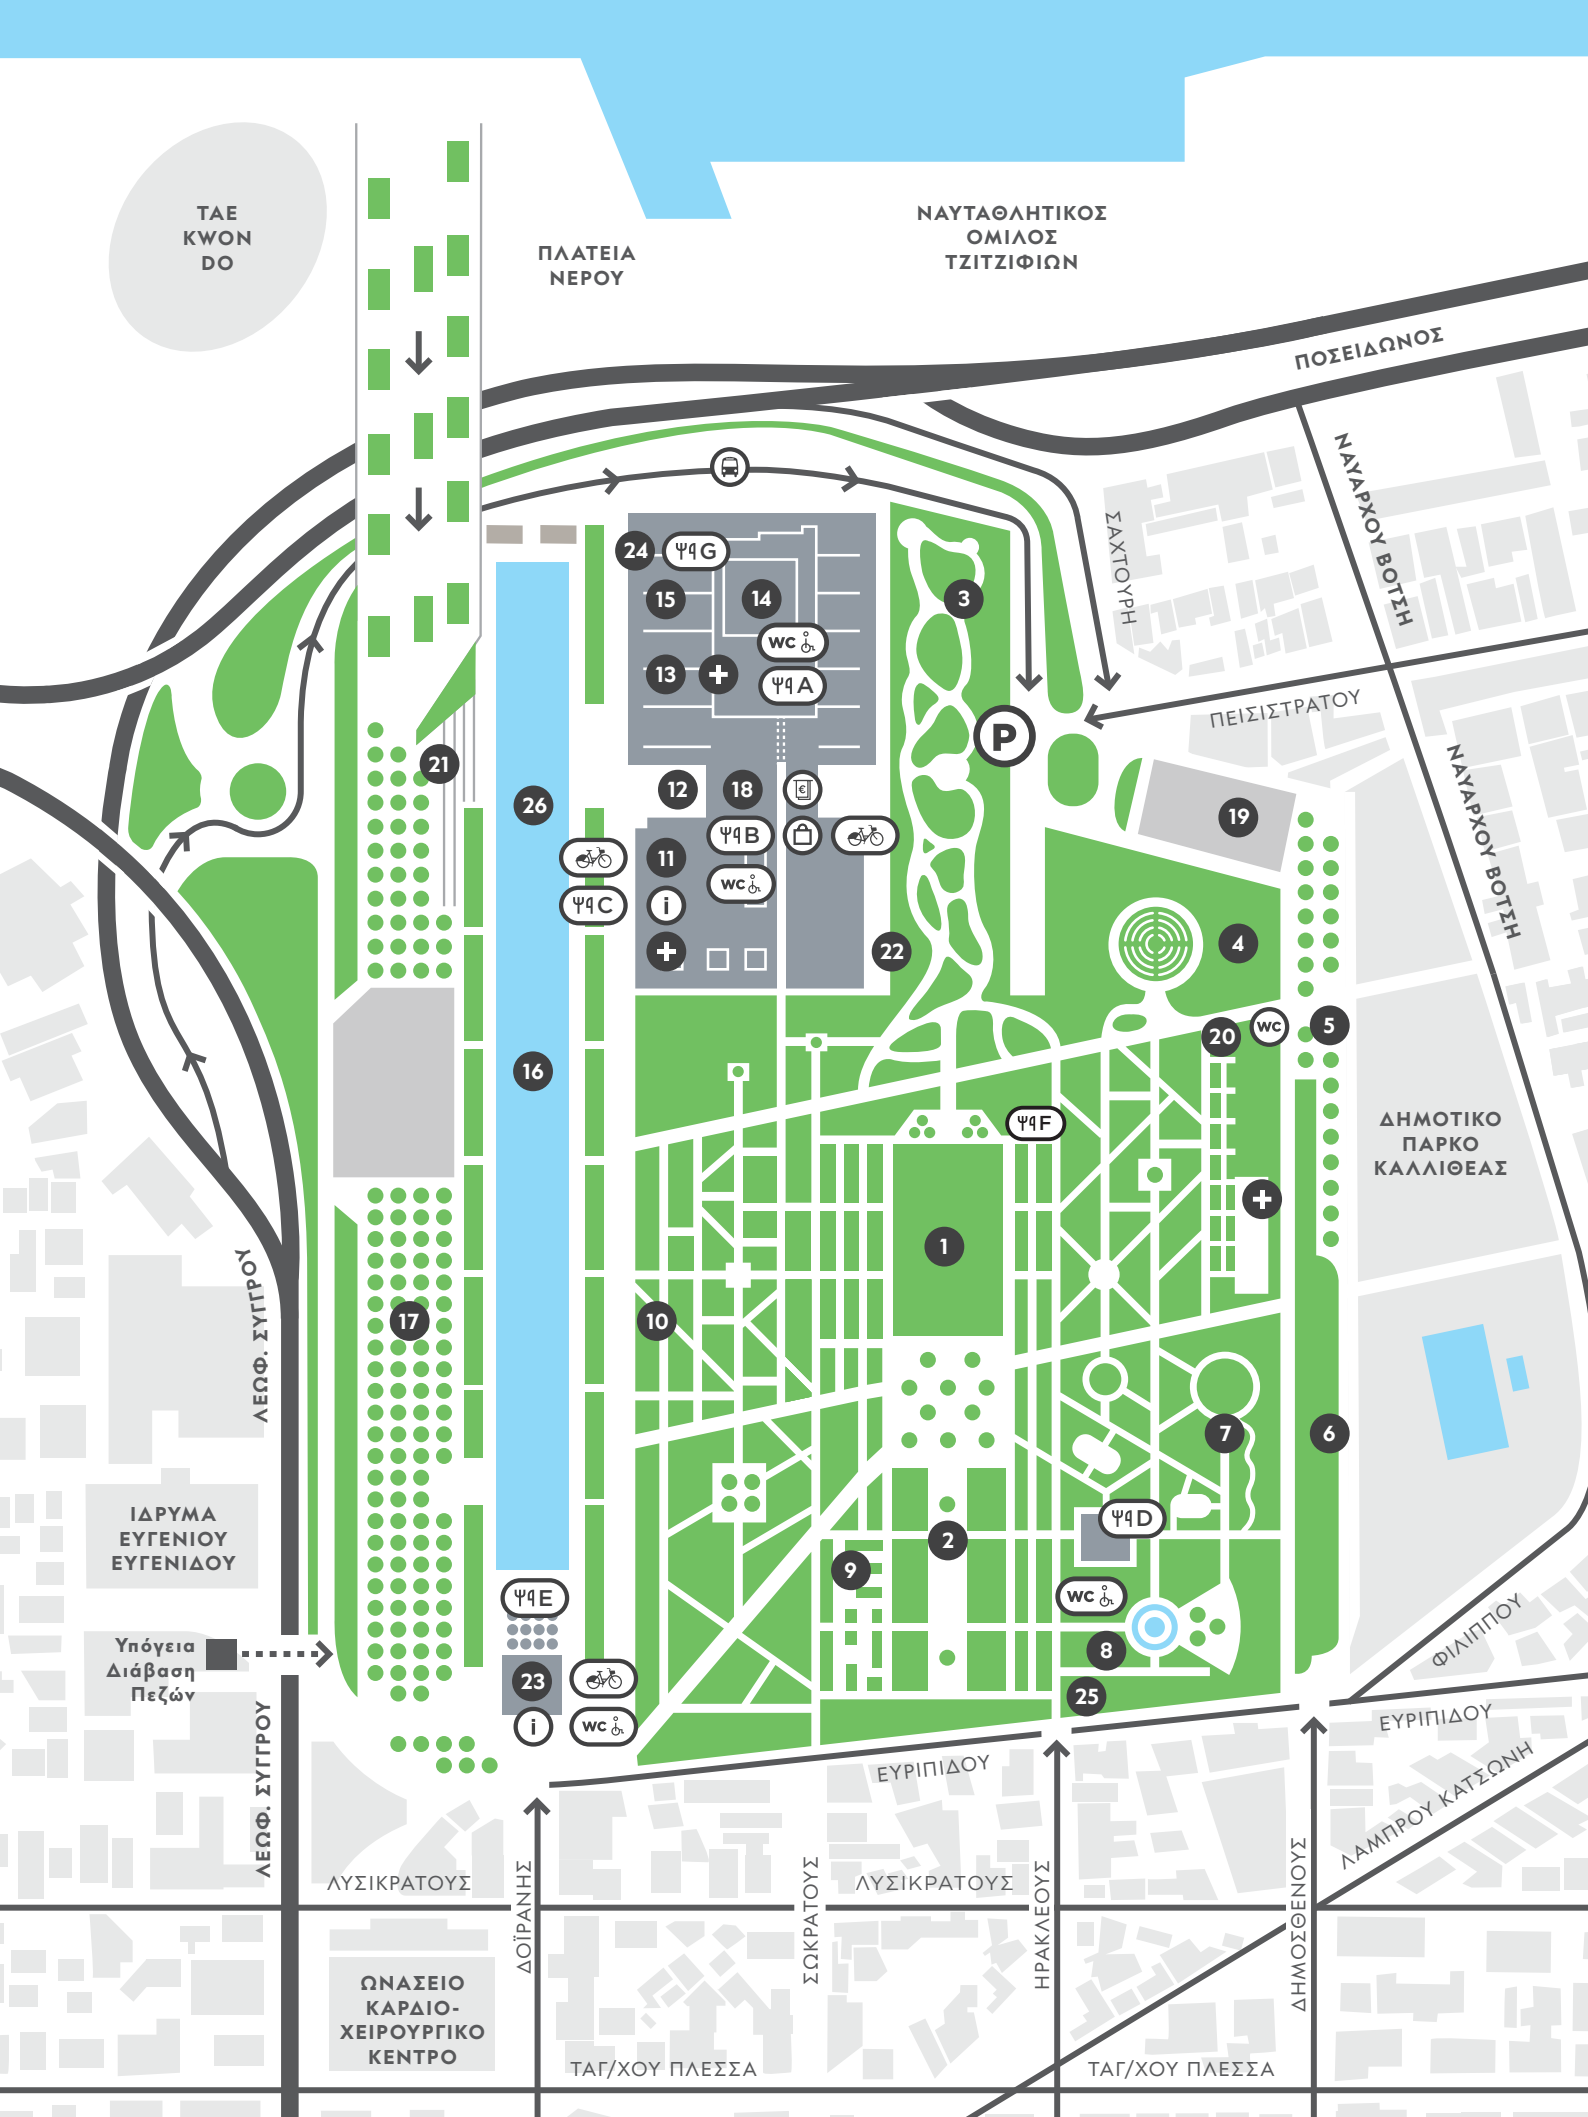 TAE
KWON
DO
ΠΛΑΤΕΙΑ
ΝΕΡΟΥ
ΝΑΥΤΑΘΛΗΤΙΚΟΣ
ΟΜΙΛΟΣ
ΤΖΙΤΖΙΦΙΩΝ
ΠΟΣΕΙΔΩΝΟΣ
ΝΑΥΑΡΧΟΥ ΒΟΤΣΗ
ΣΑΧΤΟΥΡΗ
24
G
15
14
3
wc
13
A
ΠΕΙΣΙΣΤΡΑΤΟΥ
P
21
ΝΑΥΑΡΧΟΥ ΒΟΤΣΗ
26
12
18
€
19
B
11
wc
C
i
22
4
16
20
wc
5
F
ΔΗΜΟΤΙΚΟ
ΠΑΡΚΟ
ΚΑΛΛΙΘΕΑΣ
1
ΛΕΩΦ. ΣΥΓΓΡΟΥ
17
10
7
6
ΙΔΡΥΜΑ
ΕΥΓΕΝΙΟΥ
ΕΥΓΕΝΙΔΟΥ
D
2
9
E
wc
8
Υπόγεια
Διάβαση
Πεζών
23
25
i
wc
ΦΙΛΙΠΠΟΥ
ΕΥΡΙΠΙΔΟΥ
ΕΥΡΙΠΙΔΟΥ
ΛΕΩΦ. ΣΥΓΓΡΟΥ
ΛΑΜΠΡΟΥ ΚΑΤΣΩΝΗ
ΛΥΣΙΚΡΑΤΟΥΣ
ΔΟΪΡΑΝΗΣ
ΣΩΚΡΑΤΟΥΣ
ΛΥΣΙΚΡΑΤΟΥΣ
ΗΡΑΚΛΕΟΥΣ
ΔΗΜΟΣΘΕΝΟΥΣ
ΩΝΑΣΕΙΟ
ΚΑΡΔΙΟ-
ΧΕΙΡΟΥΡΓΙΚΟ
ΚΕΝΤΡΟ
ΤΑΓ/ΧΟΥ ΠΛΕΣΣΑ
ΤΑΓ/ΧΟΥ ΠΛΕΣΣΑ